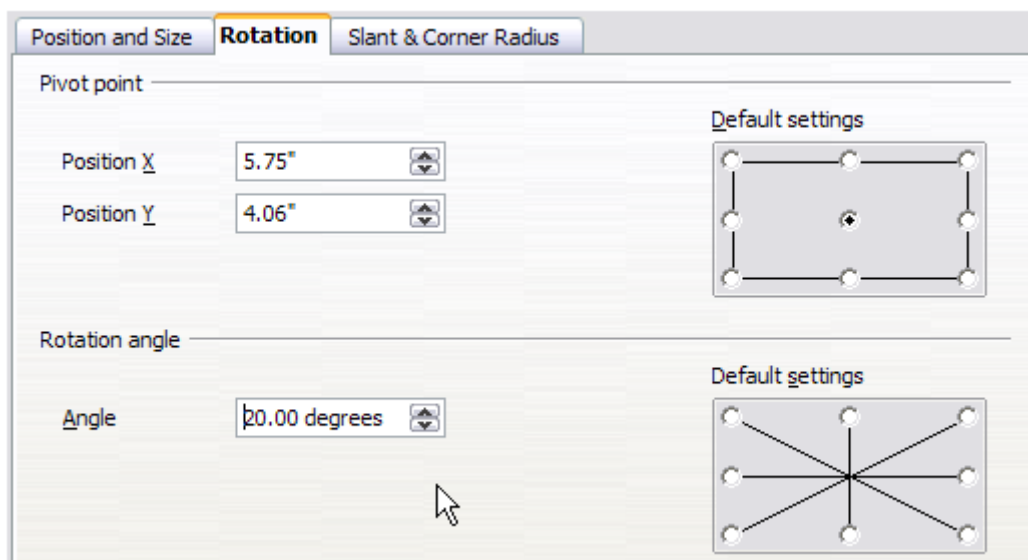 Position and Size Rotation Slant & Corner Radius
Pivot point
Default settings
Position X 5.75"
Position Y 4.06"
Rotation angle
Default settings
Angle 20.00 degrees